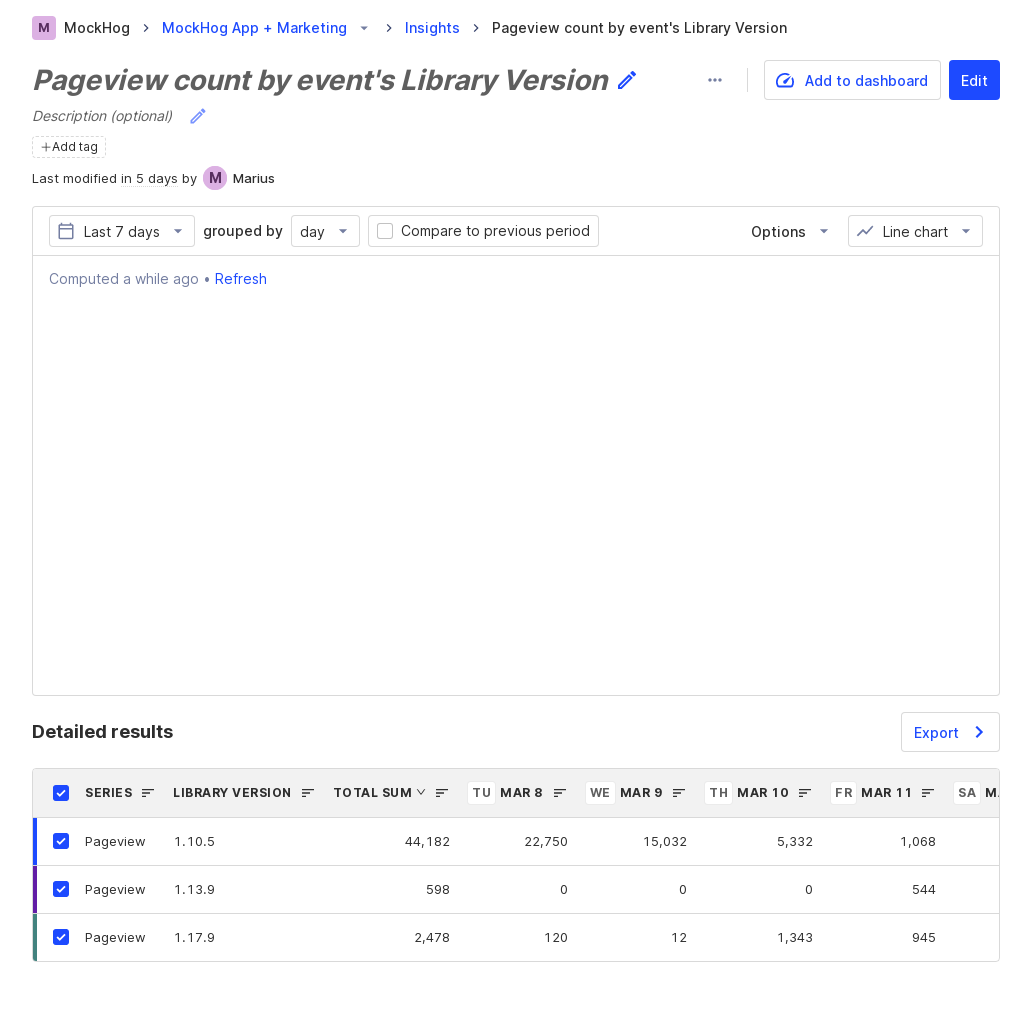 M MockHog MockHog App + Marketing Insights Pageview count by event's Library Version
Pageview count by event's Library Version
Add to dashboard Edit
Description (optional)
Add tag
Last modified in 5 days by M Marius
Last 7 days grouped by day Compare to previous period Options Line chart
Computed a while ago • Refresh
Detailed results
Export
SERIES LIBRARY VERSION TOTAL SUM TU MAR 8 WE MAR 9 TH MAR 10 FR MAR 11 SA
Pageview 1.10.5 44,182 22,750 15,032 5,332 1,068
Pageview 1.13.9 598 0 0 0 544
Pageview 1.17.9 2,478 120 12 1,343 945